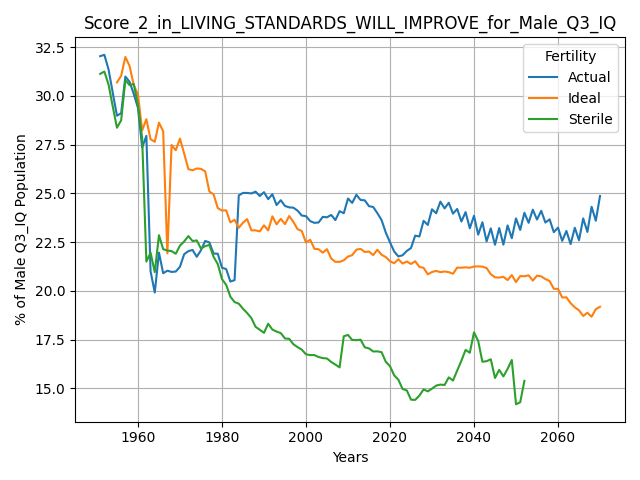 Score_2_in_LIVING_STANDARDS_WILL_IMPROVE_for_Male_Q3_IQ
Fertility
Actual
Ideal
Sterile
32.5
30.0
27.5
25.0
22.5
20.0
17.5
15.0
% of Male Q3_IQ Population
1960
1980
2000
2020
2040
2060
Years